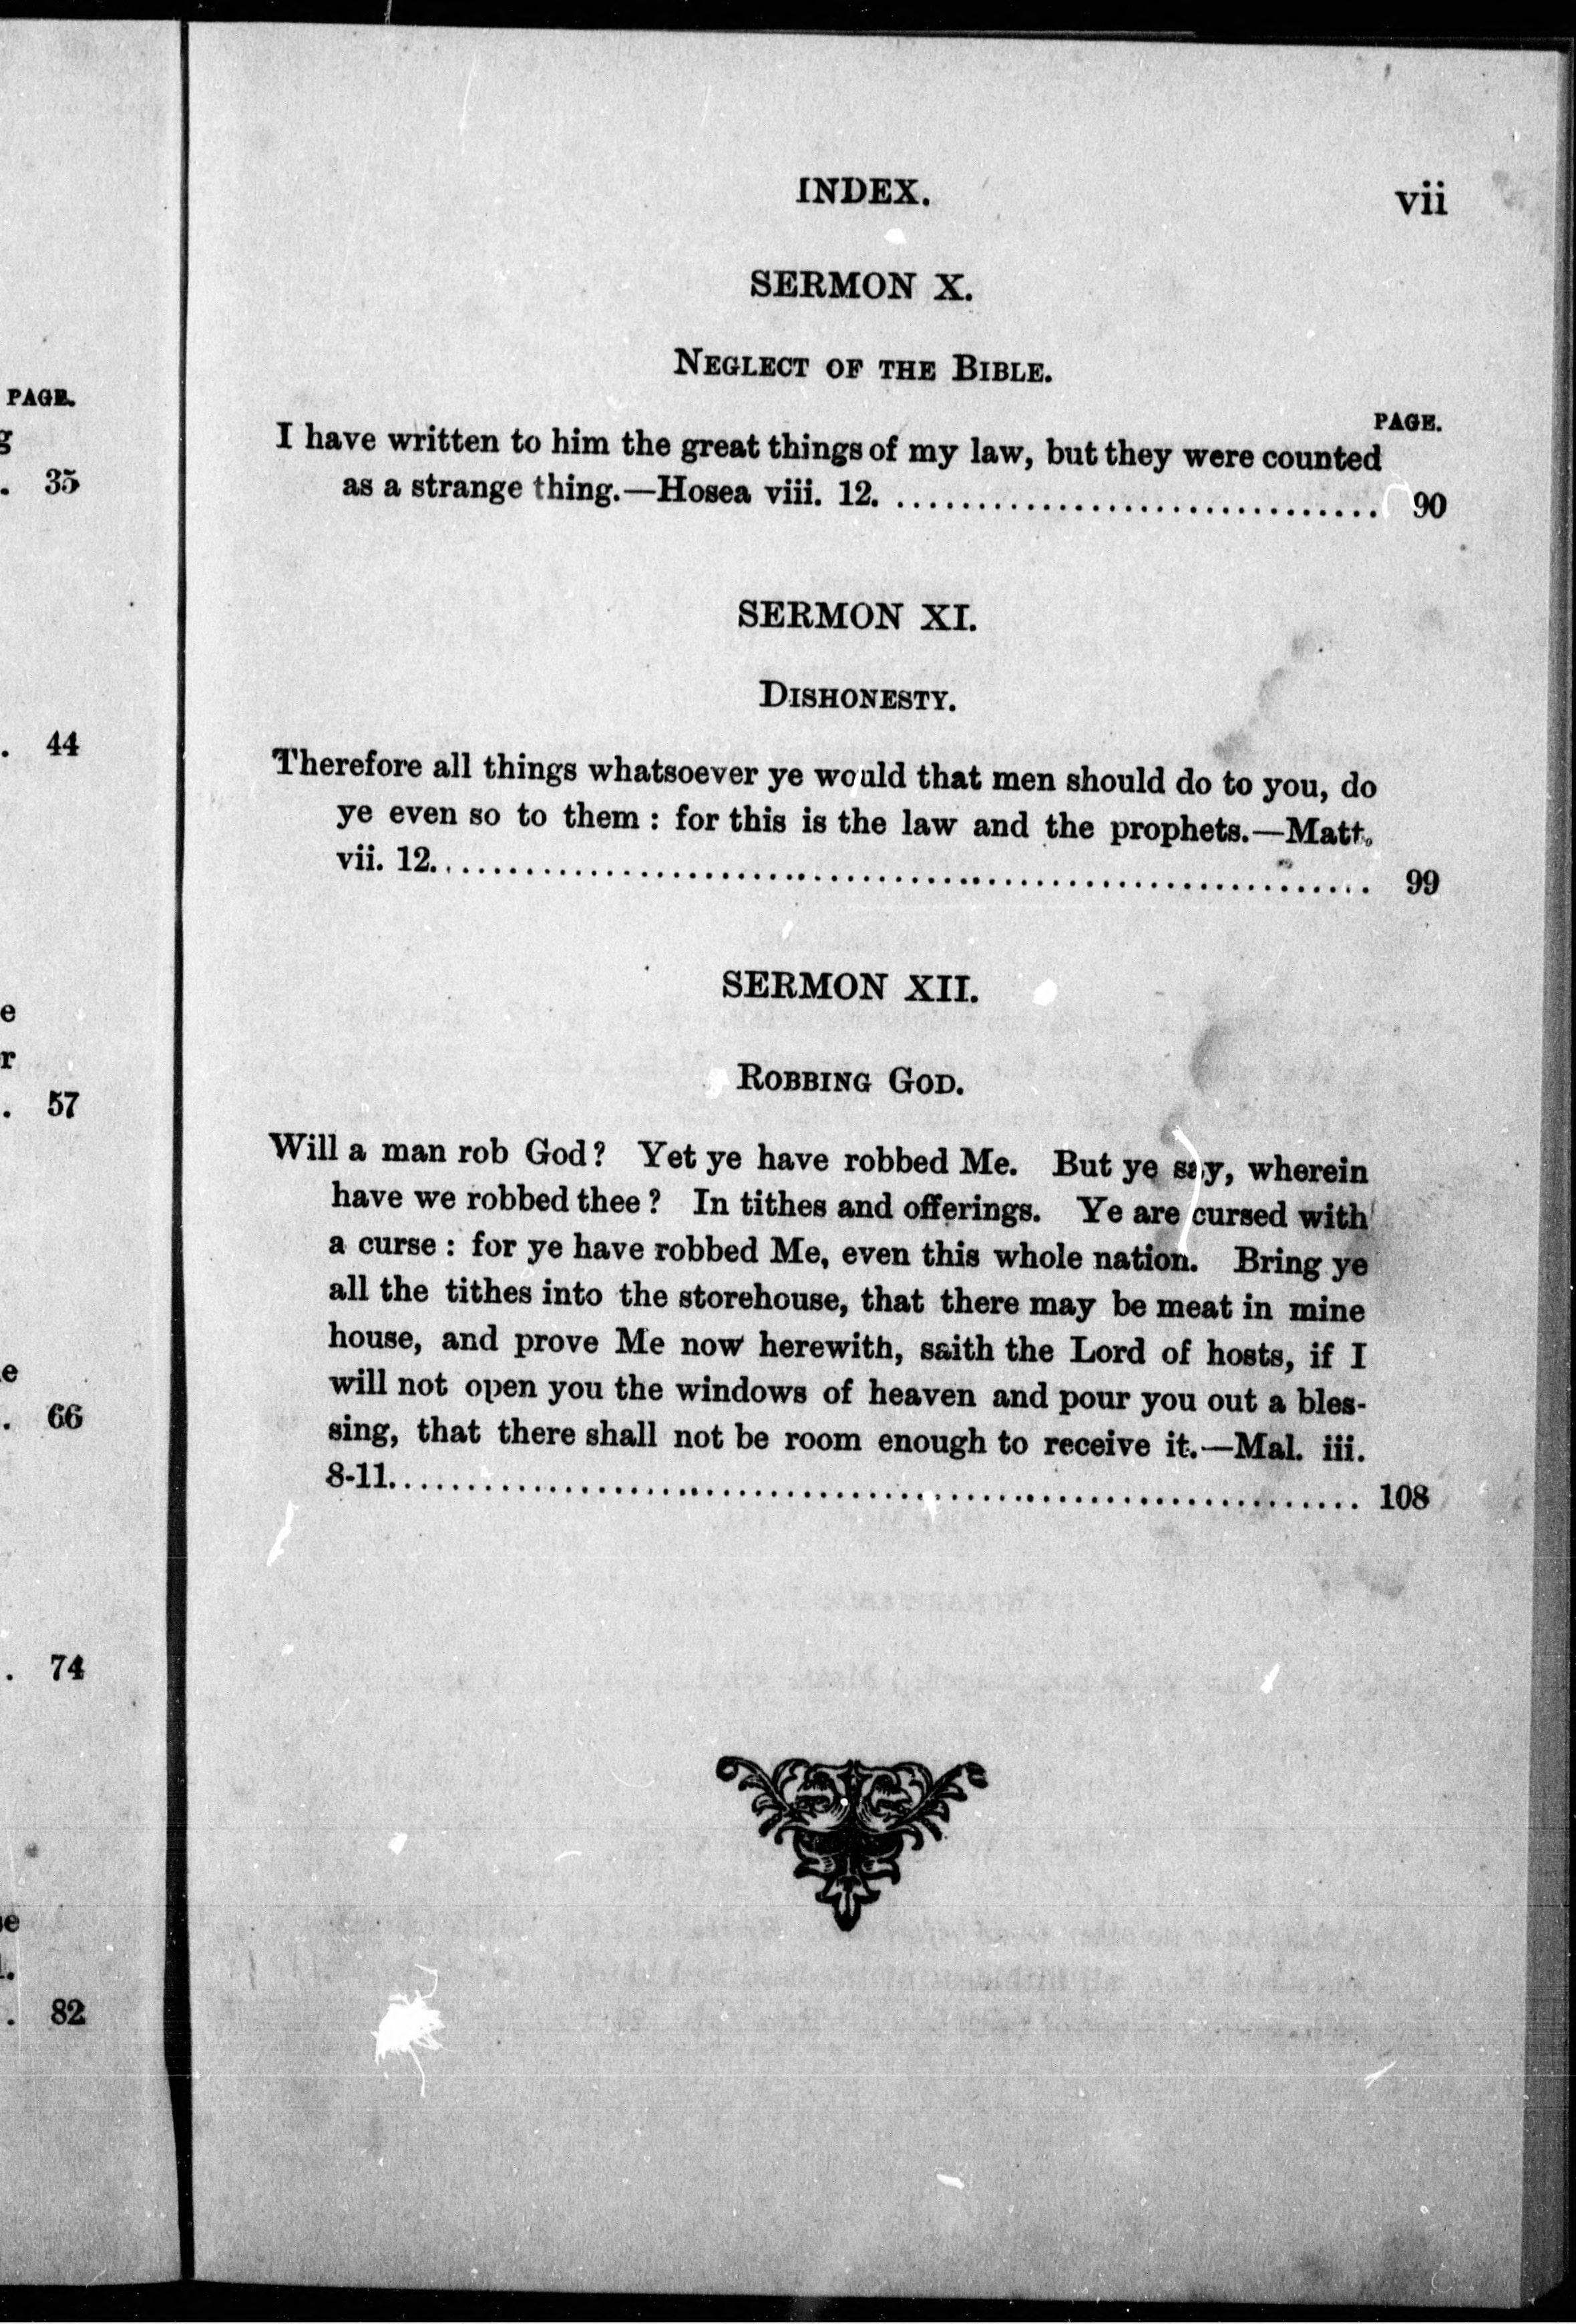 PAGE.
g
. 35
. 44
e
r
. 57
e
. 66
. 74
e
.
. 82
INDEX.
vii
SERMON X.
NEGLECT OF THE BIBLE.
PAGE.
I have written to him the great things of my law, but they were counted
as a strange thing.—Hosea viii. 12. .............................. 90
SERMON XI.
DISHONESTY.
Therefore all things whatsoever ye would that men should do to you, do
ye even so to them : for this is the law and the prophets.—Matt.
vii. 12.......................................................... 99
SERMON XII.
ROBBING GOD.
Will a man rob God? Yet ye have robbed Me. But ye say, wherein
have we robbed thee? In tithes and offerings. Ye are cursed with
a curse : for ye have robbed Me, even this whole nation. Bring ye
all the tithes into the storehouse, that there may be meat in mine
house, and prove Me now herewith, saith the Lord of hosts, if I
will not open you the windows of heaven and pour you out a bles-
sing, that there shall not be room enough to receive it.—Mal. iii.
8-11............................................................. 108